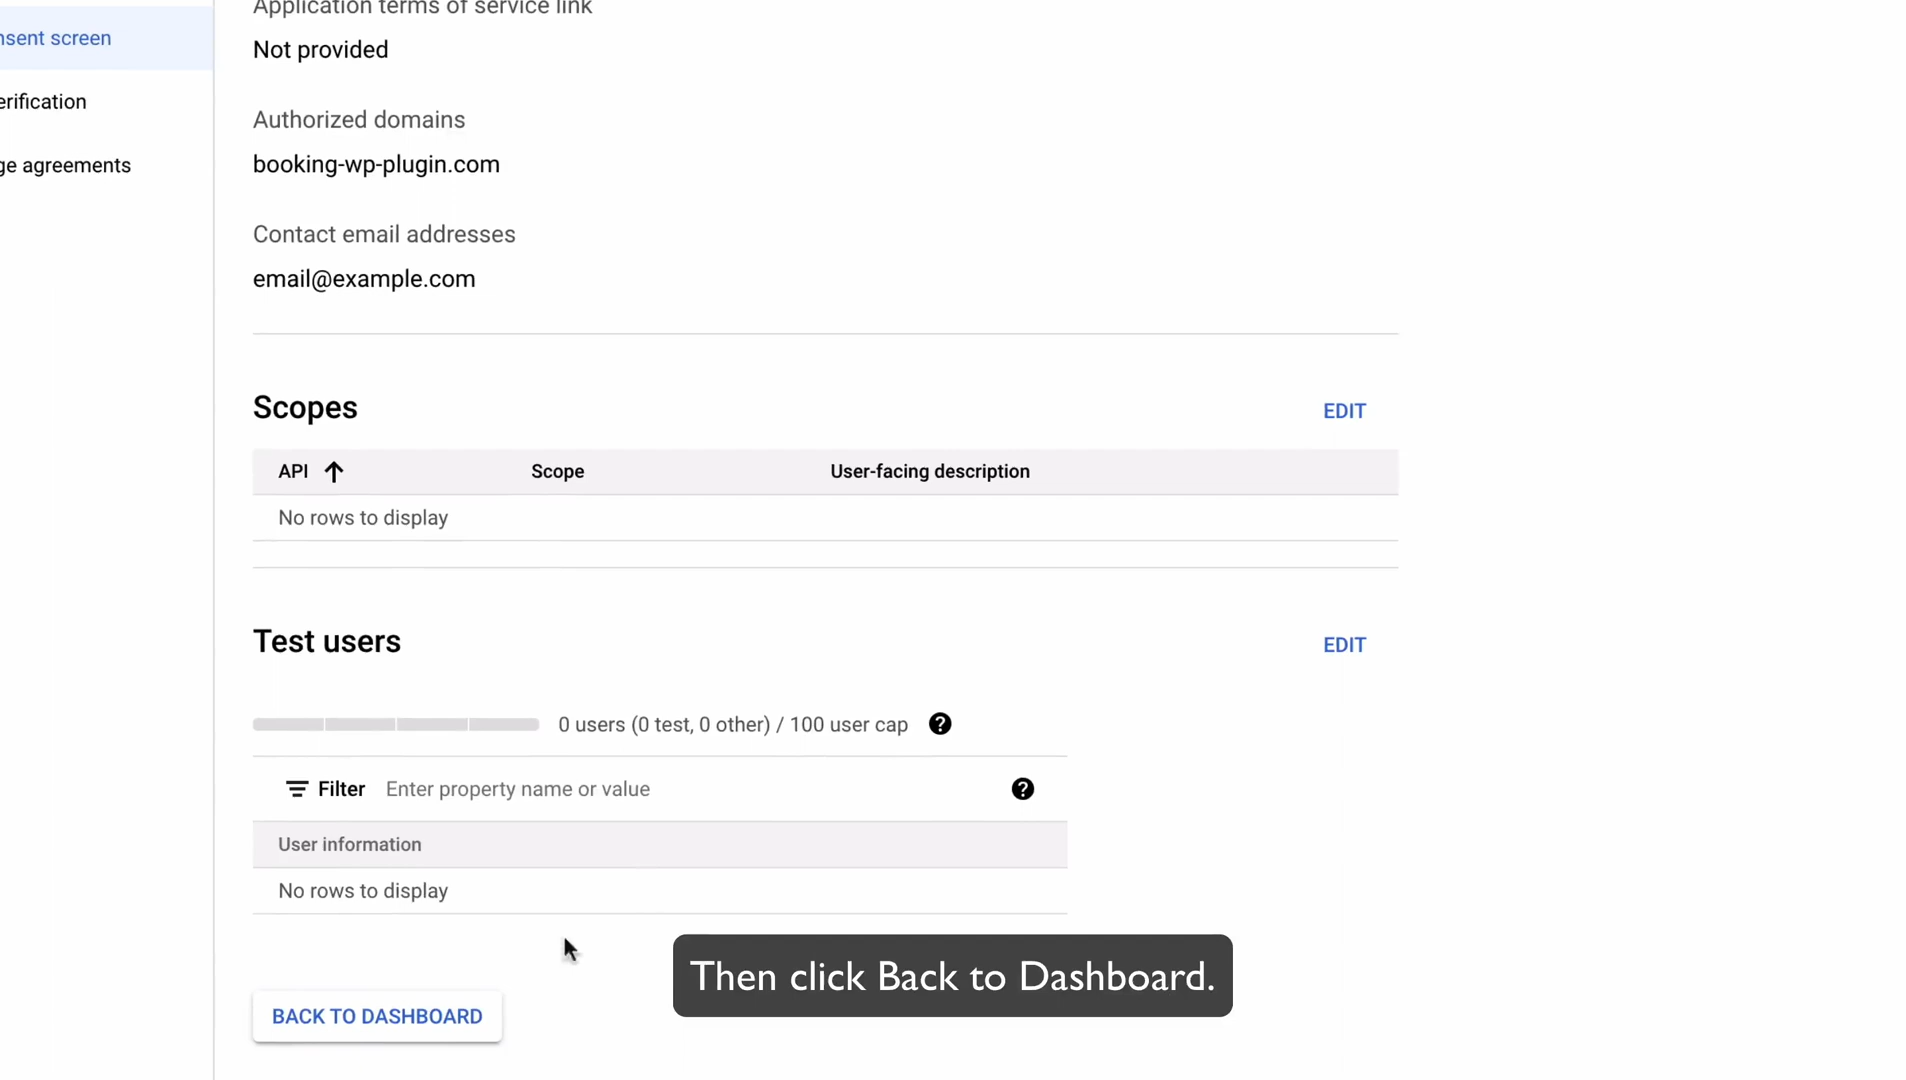 Application terms of service link
nsent screen
Not provided
erification
Authorized domains
booking-wp-plugin.com
ge agreements
Contact email addresses
email@example.com
Scopes
EDIT
API
Scope
User-facing description
No rows to display
Test users
EDIT
0 users (0 test, 0 other) / 100 user cap
Filter
Enter property name or value
User information
No rows to display
Then click Back to Dashboard.
BACK TO DASHBOARD